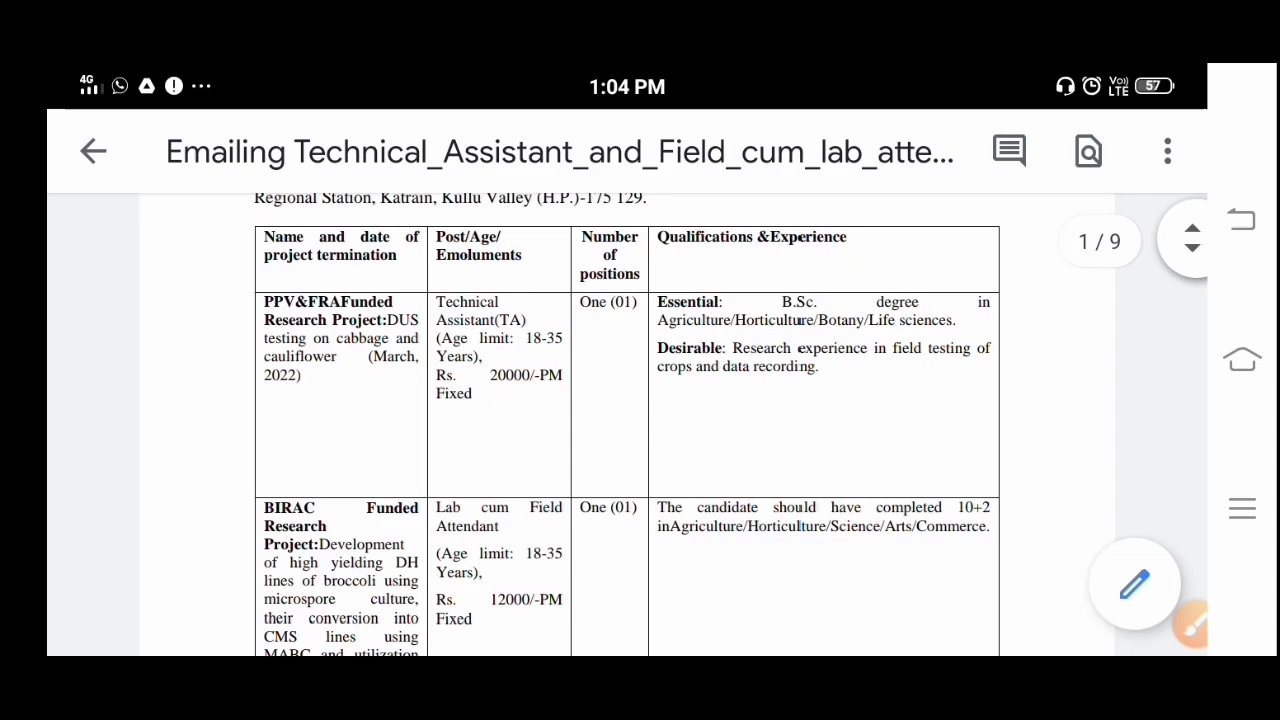 4G 1:04 PM Vo)) LTE 57
Emailing Technical_Assistant_and_Field_cum_lab_atte...
Regional Station, Katrain, Kullu Valley (H.P.)-175 129.
1 / 9
Name and date of project termination
Post/Age/ Emoluments
Number of positions
Qualifications &Experience
PPV&FRAFunded
Research Project:DUS
testing on cabbage and
cauliflower (March,
2022)
Technical
Assistant(TA)
(Age limit: 18-35
Years),
Rs. 20000/-PM
Fixed
One (01)
Essential: B.Sc. degree in
Agriculture/Horticulture/Botany/Life sciences.
Desirable: Research experience in field testing of
crops and data recording.
BIRAC Funded
Research
Project:Development
of high yielding DH
lines of broccoli using
microspore culture,
their conversion into
CMS lines using
MABC and utilization
Lab cum Field
Attendant
(Age limit: 18-35
Years),
Rs. 12000/-PM
Fixed
One (01)
The candidate should have completed 10+2
inAgriculture/Horticulture/Science/Arts/Commerce.